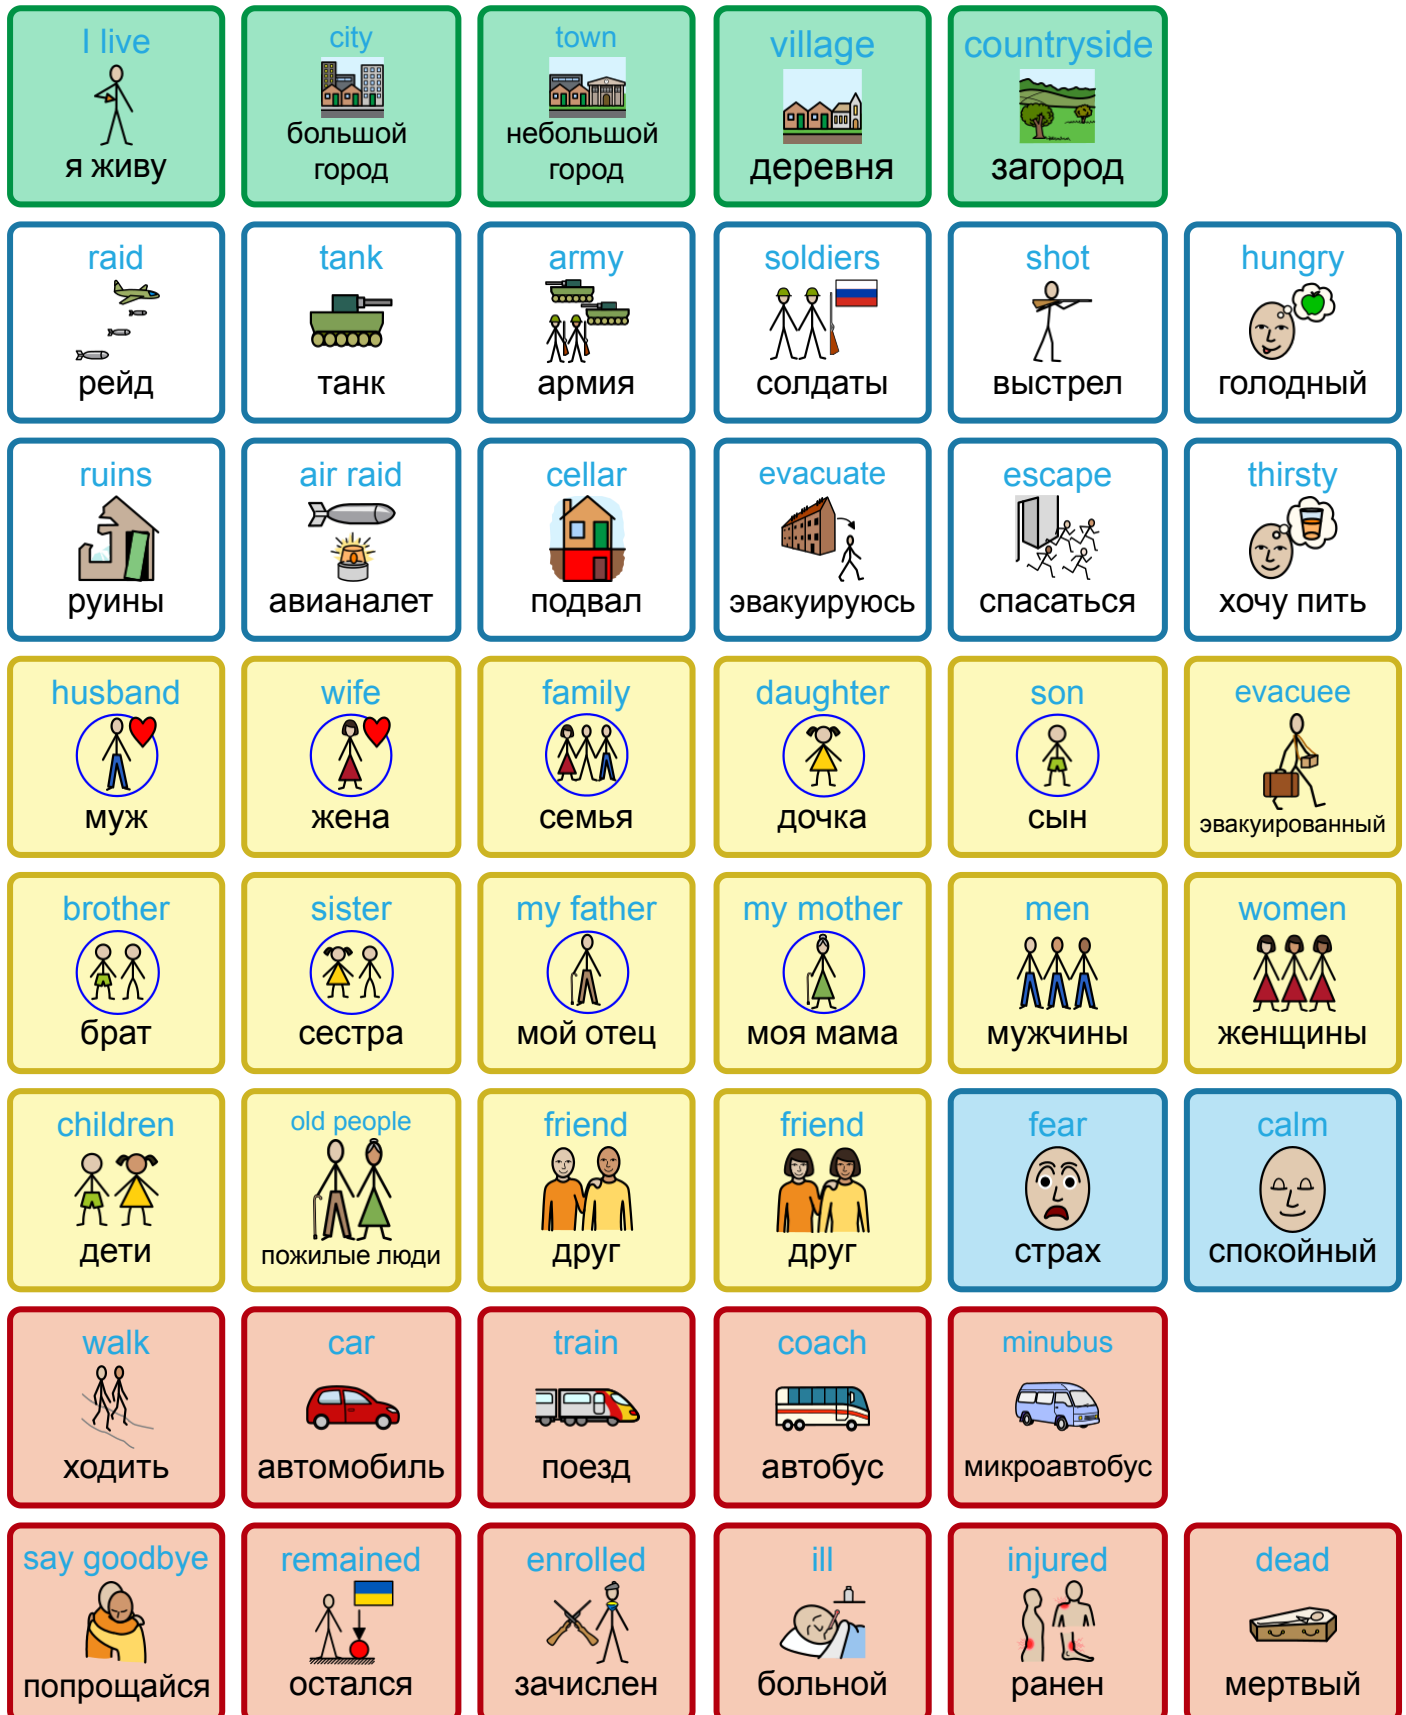 I live
я живу
city
большой
город
town
небольшой
город
village
деревня
countryside
загород
raid
рейд
tank
танк
army
армия
soldiers
солдаты
shot
выстрел
hungry
голодный
ruins
руины
air raid
авианалет
cellar
подвал
evacuate
эвакуируюсь
escape
спасаться
thirsty
хочу пить
husband
муж
wife
жена
family
семья
daughter
дочка
son
сын
evacuee
эвакуированный
brother
брат
sister
сестра
my father
мой отец
my mother
моя мама
men
мужчины
women
женщины
children
дети
old people
пожилые люди
friend
друг
friend
друг
fear
страх
calm
спокойный
walk
ходить
car
автомобиль
train
поезд
coach
автобус
minubus
микроавтобус
say goodbye
попрощайся
remained
остался
enrolled
зачислен
ill
больной
injured
ранен
dead
мертвый